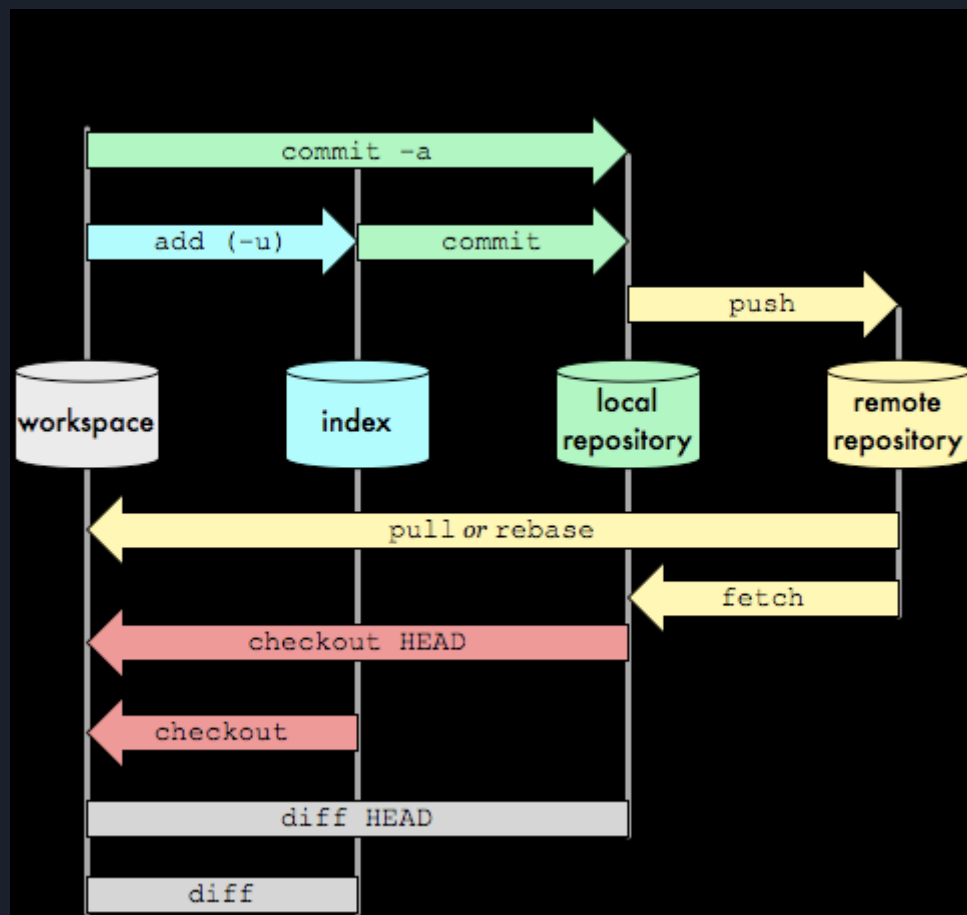 commit -a
add (-u)
commit
push
workspace
index
local
repository
remote
repository
pull or rebase
fetch
checkout HEAD
checkout
diff HEAD
diff